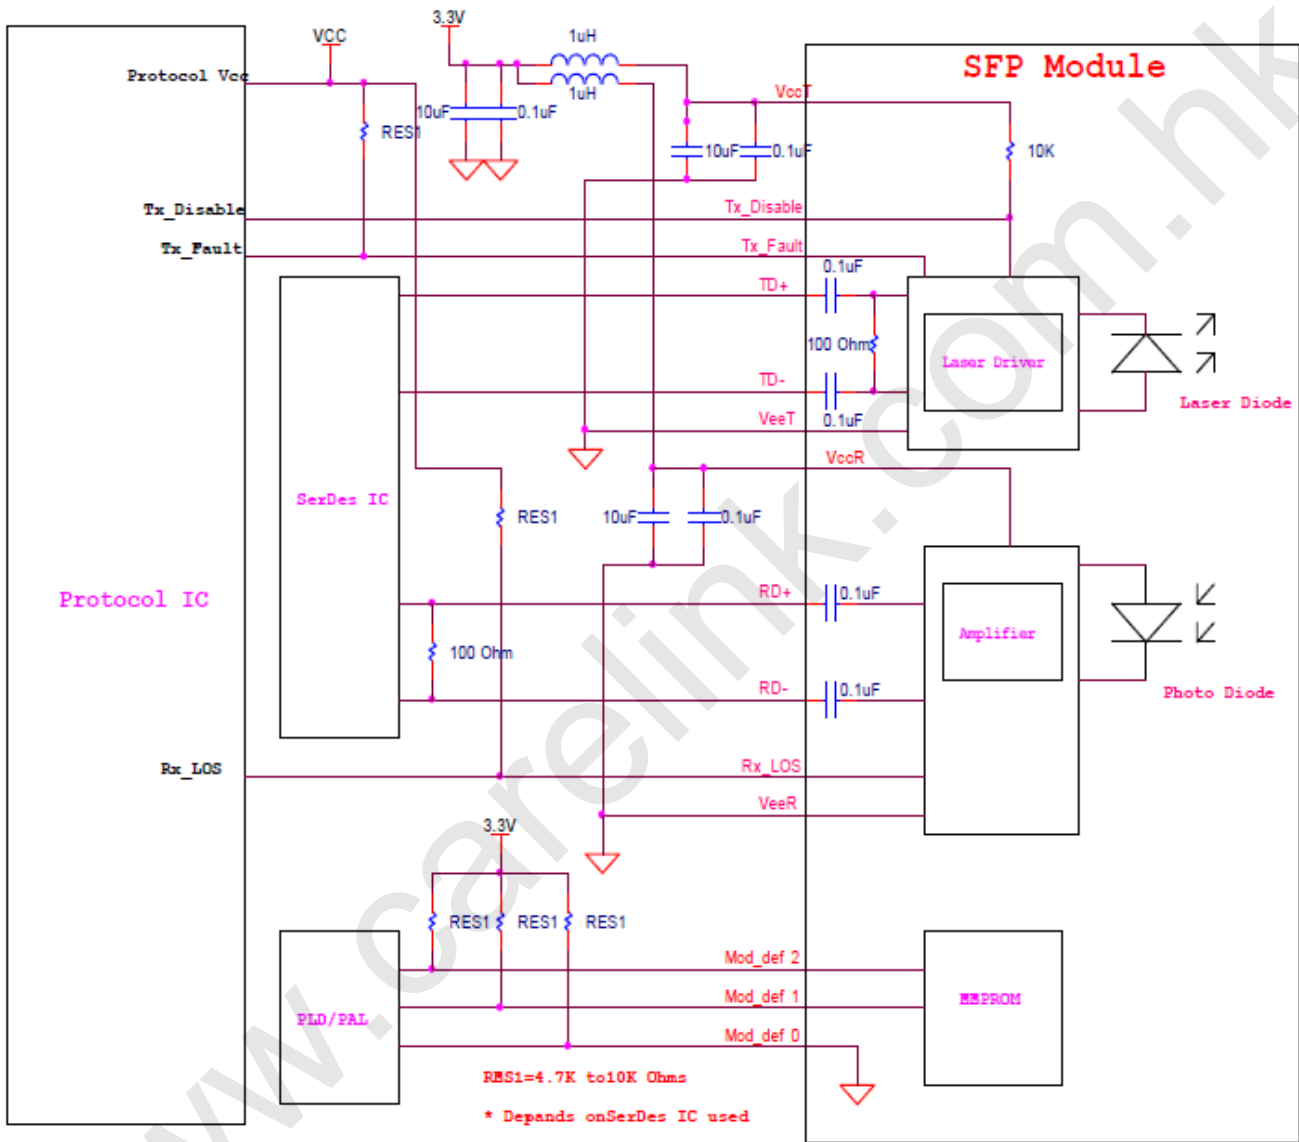 3.3V
VCC
1uH
SFP Module
Protocol Vcc
1uH
VccT
10uF
0.1uF
RES1
10uF
0.1uF
10K
Tx_Disable
Tx_Disable
Tx_Fault
Tx_Fault
0.1uF
TD+
100 Ohm
Laser Driver
TD-
Laser Diode
VeeT
0.1uF
VccR
SerDes IC
RES1
10uF
0.1uF
Protocol IC
RD+
0.1uF
Amplifier
100 Ohm
RD-
0.1uF
Photo Diode
Rx_LOS
Rx_LOS
VeeR
3.3V
RES1
RES1
RES1
Mod_def 2
Mod_def 1
EEPROM
PLD/PAL
Mod_def 0
RES1=4.7K to10K Ohms
* Depands onSerDes IC used
www.carelink.com.hk